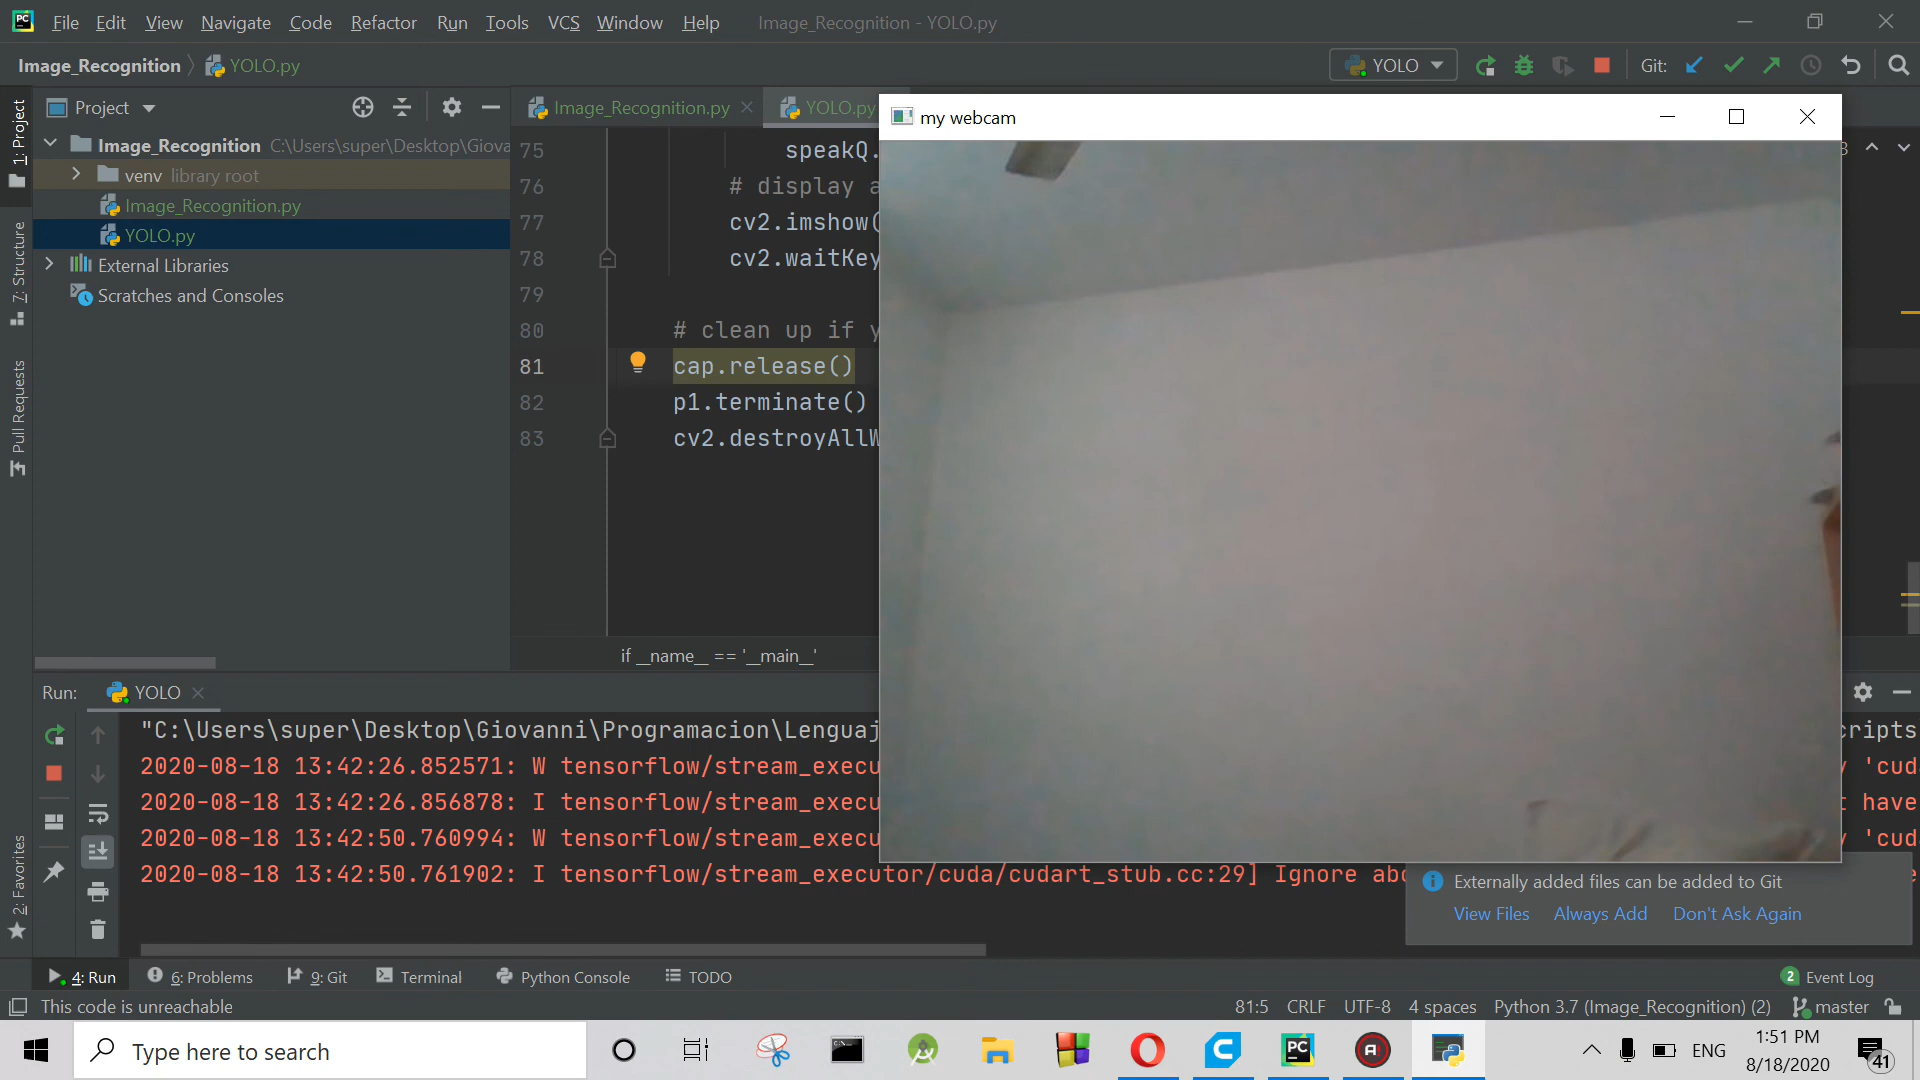 File Edit View Navigate Code Refactor Run Tools VCS Window Help Image_Recognition - YOLO.py
Image_Recognition YOLO.py
YOLO
Git:
1: Project
7: Structure
Pull Requests
2: Favorites
Project
Image_Recognition C:\Users\super\Desktop\Giova
venv library root
Image_Recognition.py
YOLO.py
External Libraries
Scratches and Consoles
Image_Recognition.py
YOLO.py
75 speakQ.
76 # display a
77 cv2.imshow(
78 cv2.waitKey
79
80 # clean up if y
81 cap.release()
82 p1.terminate()
83 cv2.destroyAllW
if __name__ == '__main__'
my webcam
3
Run: YOLO
"C:\Users\super\Desktop\Giovanni\Programacion\Lenguaj cripts
2020-08-18 13:42:26.852571: W tensorflow/stream_execu 'cud
2020-08-18 13:42:26.856878: I tensorflow/stream_execu t have
2020-08-18 13:42:50.760994: W tensorflow/stream_execu 'cud
2020-08-18 13:42:50.761902: I tensorflow/stream_executor/cuda/cudart_stub.cc:29] Ignore abo
Externally added files can be added to Git
View Files Always Add Don't Ask Again
4: Run 6: Problems 9: Git Terminal Python Console TODO
2 Event Log
This code is unreachable
81:5 CRLF UTF-8 4 spaces Python 3.7 (Image_Recognition) (2) master
Type here to search
ENG
1:51 PM
8/18/2020
41